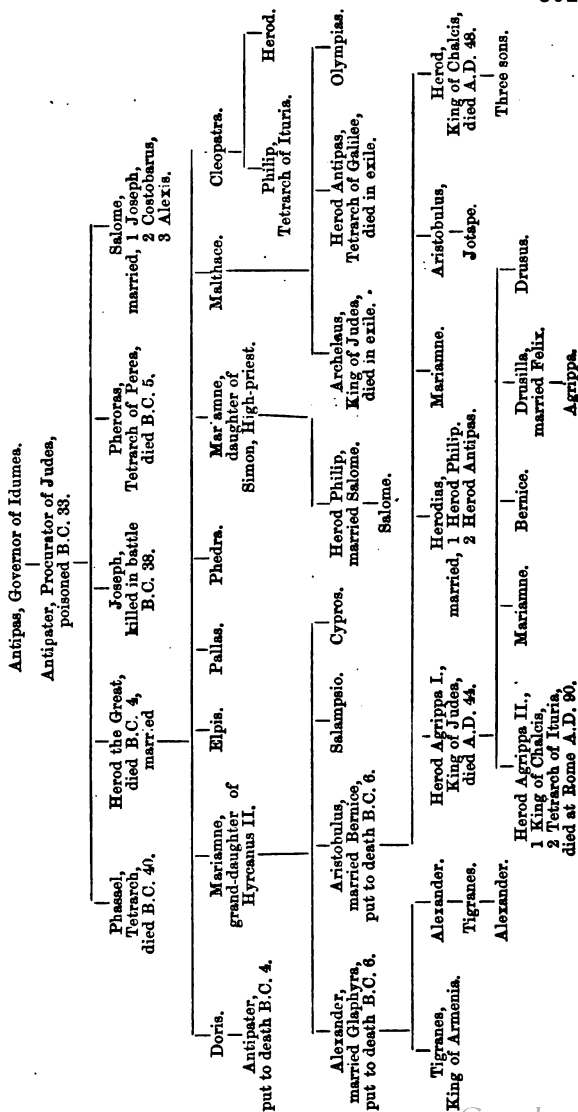 Antipas, Governor of Idumea.
Antipater, Procurator of Judea,
poisoned B.C. 33.
Phasael,
Tetrarch,
died B.C. 40.
Herod the Great,
died B.C. 4,
married
Joseph,
killed in battle
B.C. 38.
Pheroras,
Tetrarch of Perea,
died B.C. 5.
Salome,
married, 1 Joseph,
2 Costobarus,
3 Alexis.
Doris.
Mariamne,
grand-daughter of
Hyrcanus II.
Elpis.
Pallas.
Phedra.
Mar amne,
daughter of
Simon, High-priest.
Malthace.
Cleopatra.
Antipater,
put to death B.C. 4.
Philip,
Tetrarch of Ituria.
Herod.
Alexander,
married Glaphyra,
put to death B.C. 6.
Aristobulus,
married Bernice,
put to death B.C. 6.
Salampsio.
Cypros.
Herod Philip,
married Salome.
Salome.
Archelaus,
King of Judea,
died in exile.
Herod Antipas,
Tetrarch of Galilee,
died in exile.
Olympias.
Tigranes,
King of Armenia.
Alexander.
Tigranes.
Alexander.
Herod Agrippa I.,
King of Judea,
died A.D. 44.
Herodias,
married, 1 Herod Philip.
2 Herod Antipas.
Mariamne.
Aristobulus,
Jotape.
Herod,
King of Chalcis,
died A.D. 48.
Three sons.
Herod Agrippa II.,
1 King of Chalcis,
2 Tetrarch of Ituria,
died at Rome A.D. 90.
Mariamne.
Bernice.
Drusilla,
married Felix.
Agrippa.
Drusus.